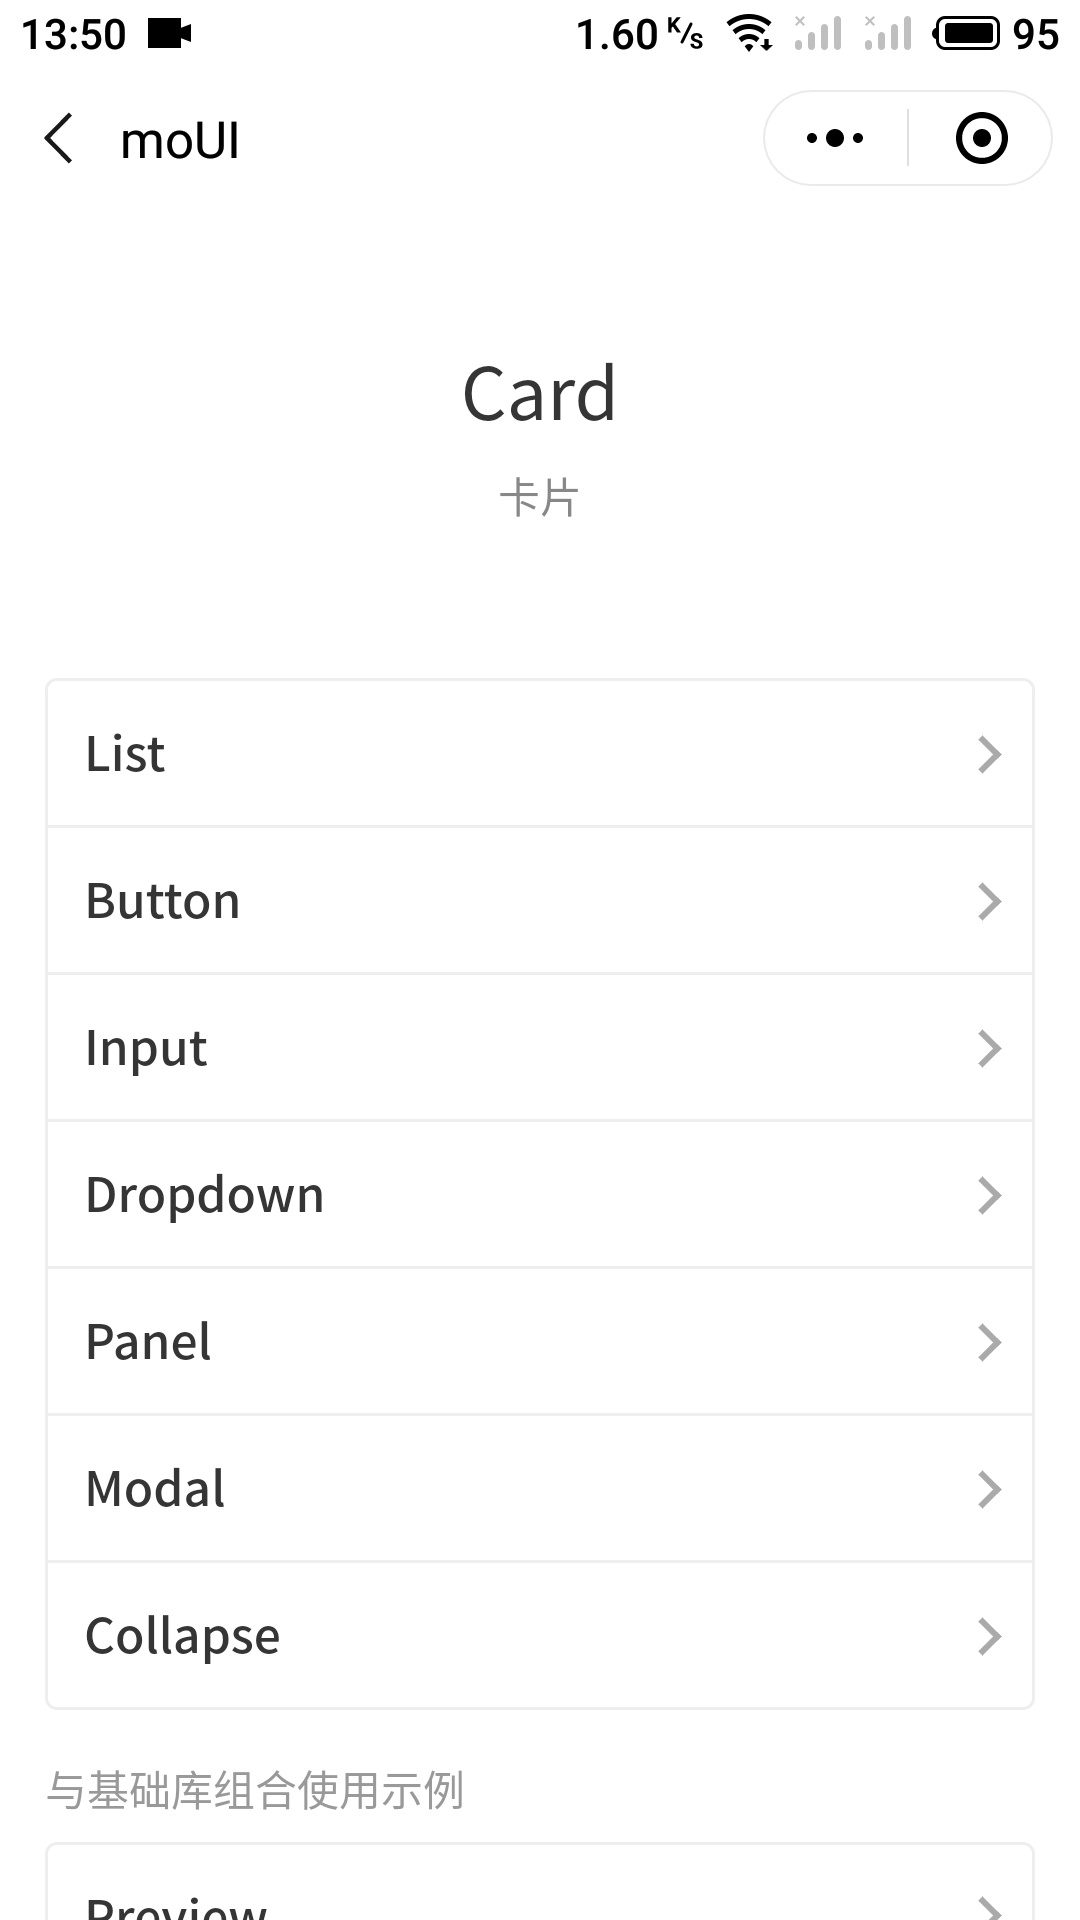 13:50 1.60 K/s 95
moUI
Card
卡片
List
Button
Input
Dropdown
Panel
Modal
Collapse
与基础库组合使用示例
Preview